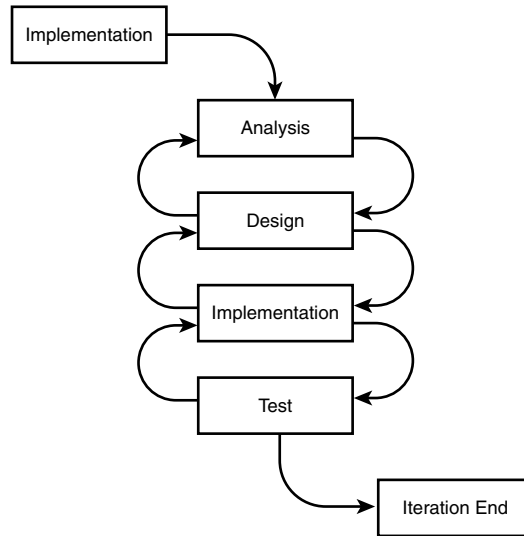 Implementation
Analysis
Design
Implementation
Test
Iteration End